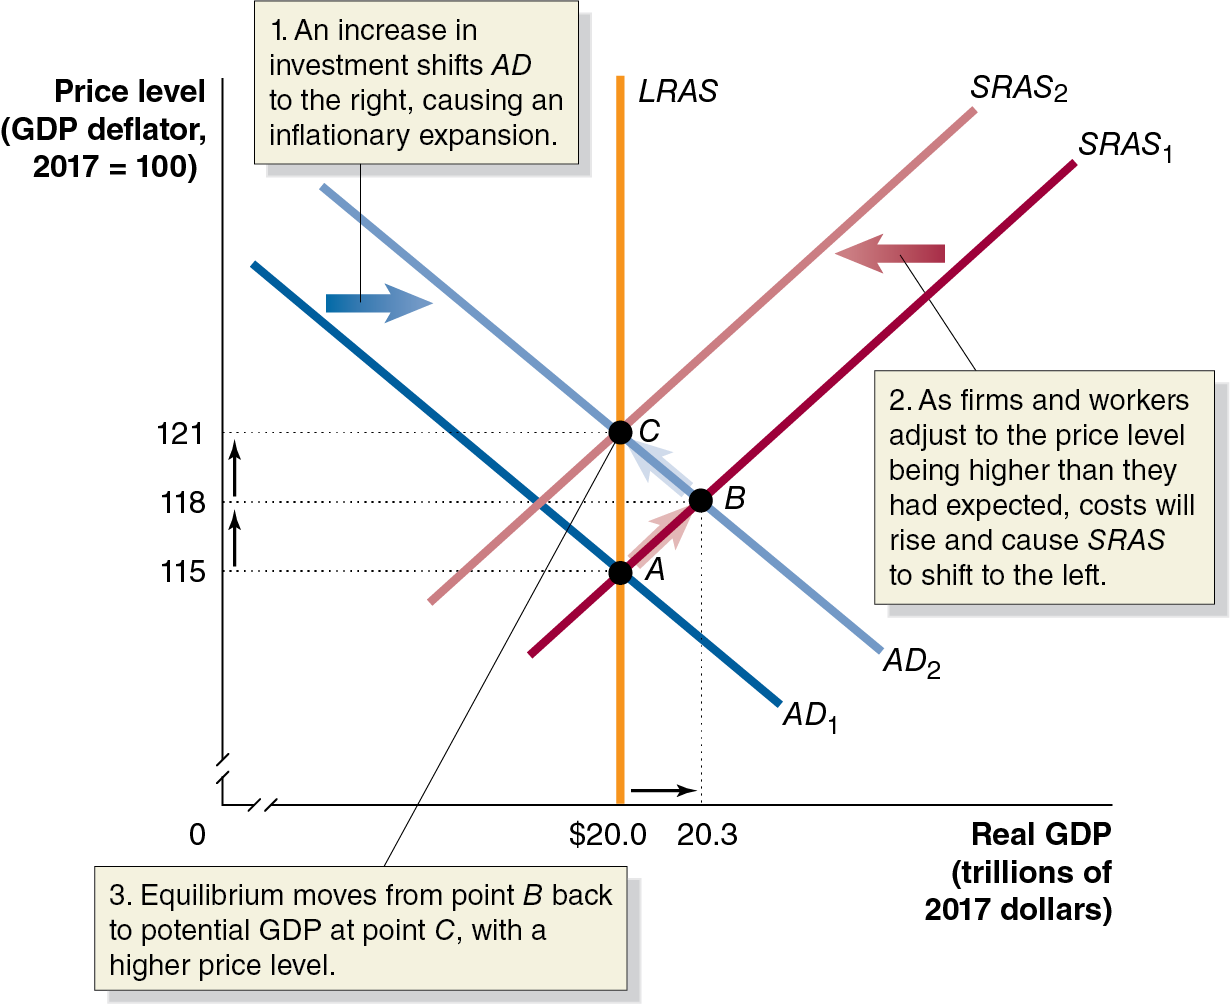 1. An increase in
investment shifts AD
to the right, causing an
inflationary expansion.
Price level
(GDP deflator,
2017 = 100)
LRAS
SRAS2
SRAS1
2. As firms and workers
adjust to the price level
being higher than they
had expected, costs will
rise and cause SRAS
to shift to the left.
121
C
118
B
115
A
AD2
AD1
0
$20.0
20.3
Real GDP
(trillions of
2017 dollars)
3. Equilibrium moves from point B back
to potential GDP at point C, with a
higher price level.